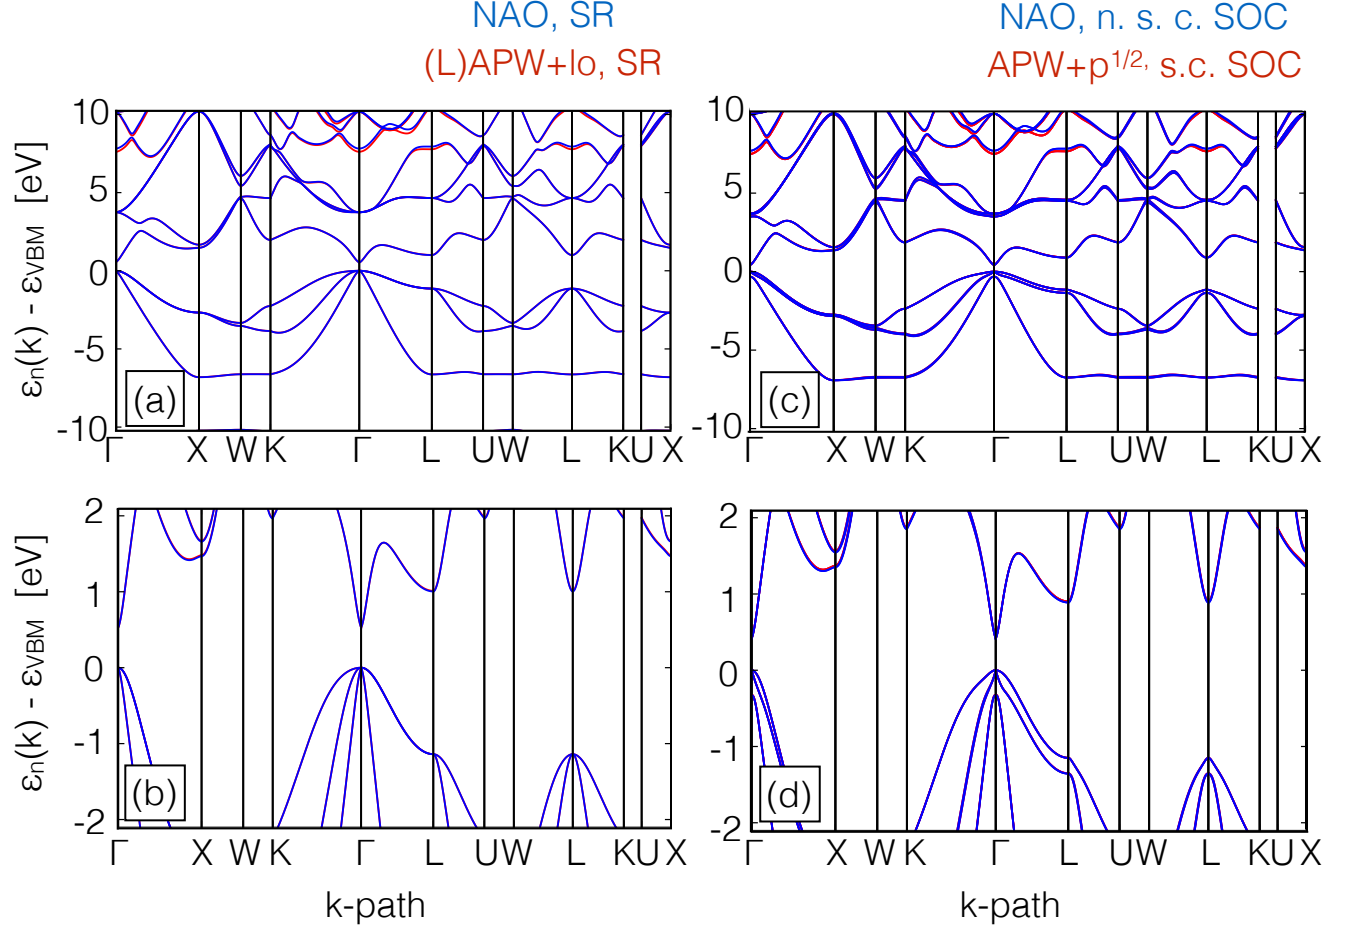 NAO, SR
(L)APW+lo, SR
NAO, n. s. c. SOC
APW+p1/2, s.c. SOC
εn(k) - εVBM [eV]
10
5
0
-5
-10
(a)
Γ X W K Γ L U W L K U X
10
5
0
-5
-10
(c)
Γ X W K Γ L U W L K U X
εn(k) - εVBM [eV]
2
1
0
-1
-2
(b)
Γ X W K Γ L U W L K U X
k-path
2
1
0
-1
-2
(d)
Γ X W K Γ L U W L K U X
k-path